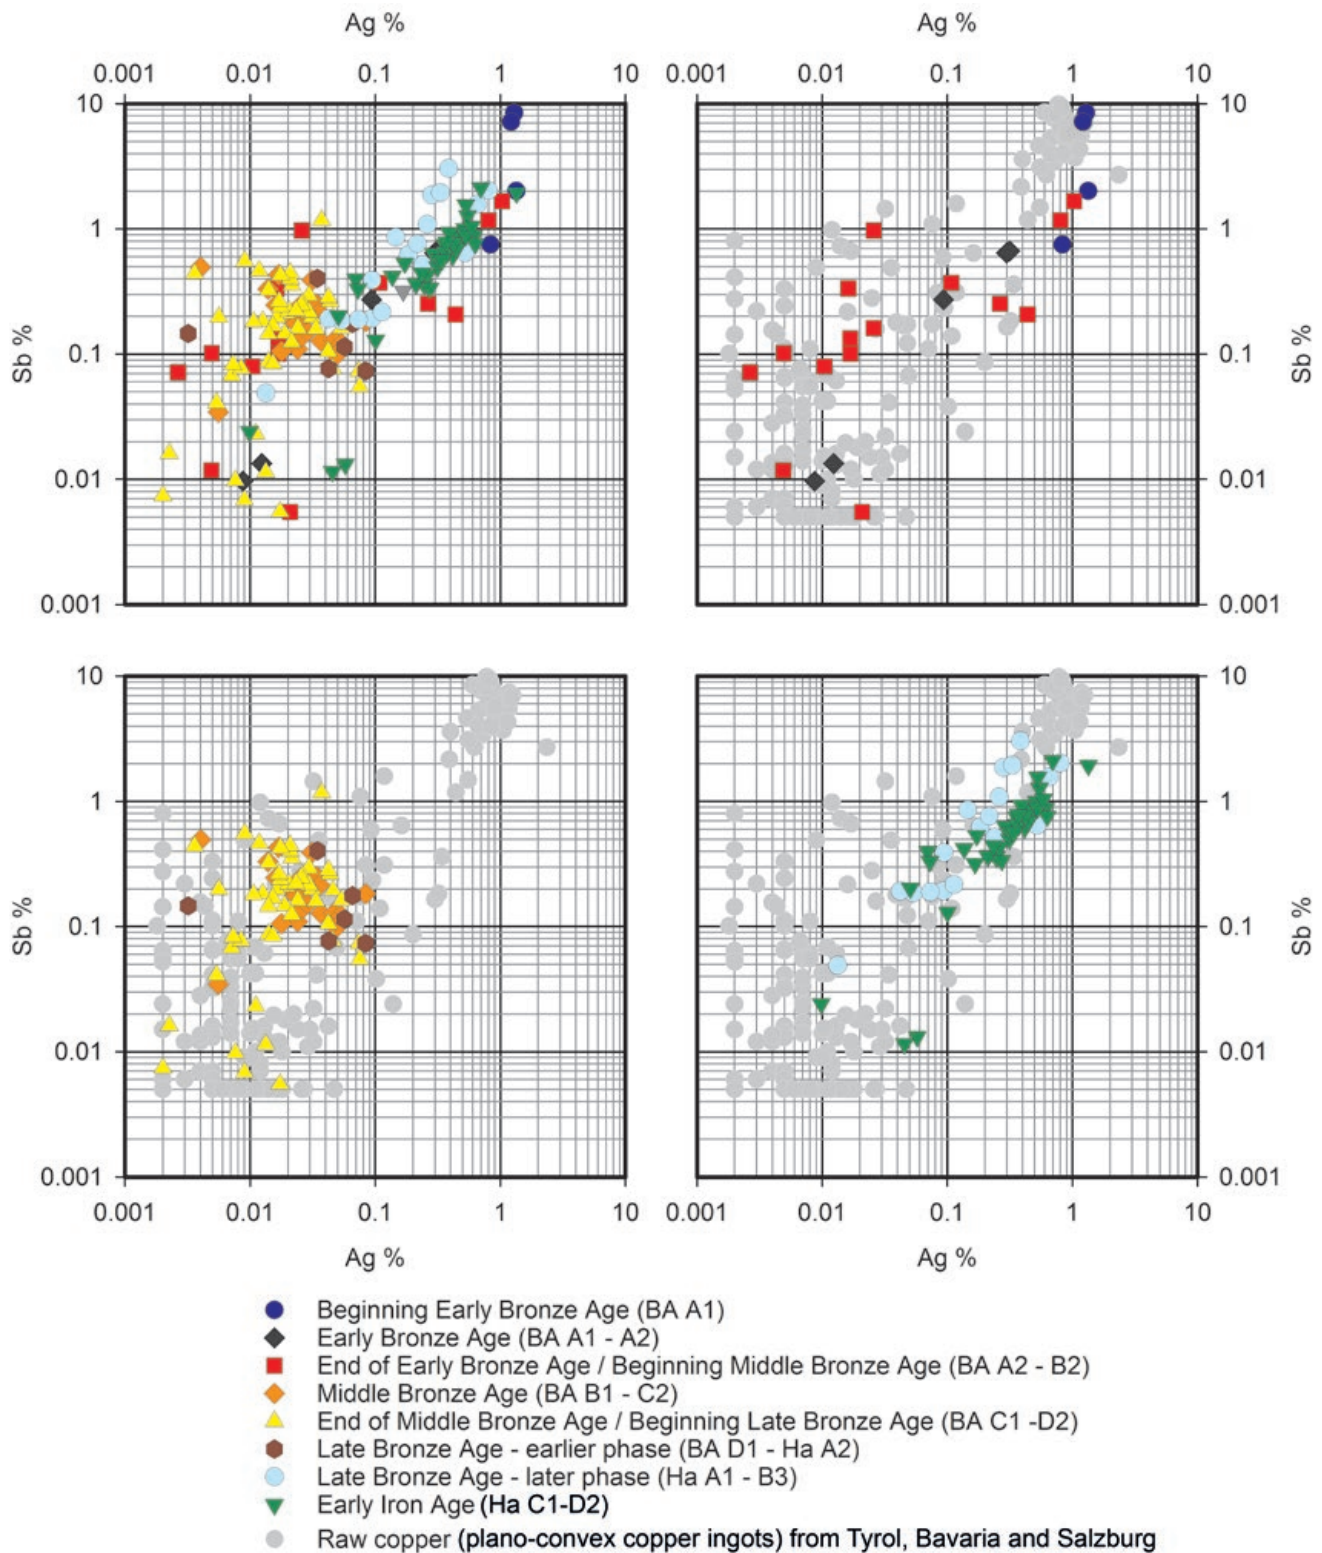 Ag % Ag %
0.001 0.01 0.1 1 10 0.001 0.01 0.1 1 10
10 10
1 1
Sb % 0.1 0.1 Sb %
0.01 0.01
0.001 0.001
10 10
1 1
Sb % 0.1 0.1 Sb %
0.01 0.01
0.001 0.001
0.001 0.01 0.1 1 10 0.001 0.01 0.1 1 10
Ag % Ag %
Beginning Early Bronze Age (BA A1)
Early Bronze Age (BA A1 - A2)
End of Early Bronze Age / Beginning Middle Bronze Age (BA A2 - B2)
Middle Bronze Age (BA B1 - C2)
End of Middle Bronze Age / Beginning Late Bronze Age (BA C1 -D2)
Late Bronze Age - earlier phase (BA D1 - Ha A2)
Late Bronze Age - later phase (Ha A1 - B3)
Early Iron Age (Ha C1-D2)
Raw copper (plano-convex copper ingots) from Tyrol, Bavaria and Salzburg